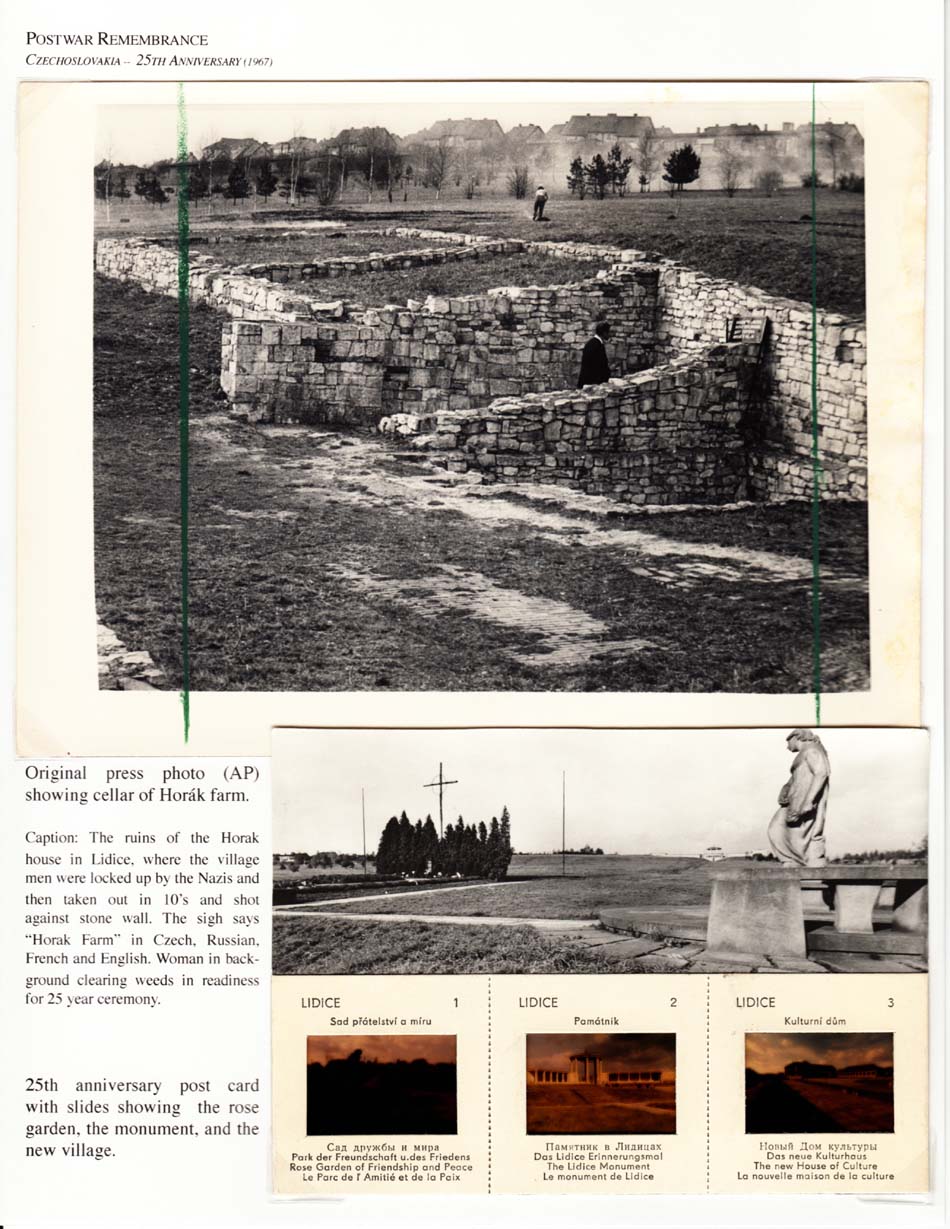 POSTWAR REMEMBRANCE
CZECHOSLOVAKIA -- 25TH ANNIVERSARY (1967)
Original press photo (AP)
showing cellar of Horák farm.
Caption: The ruins of the Horak
house in Lidice, where the village
men were locked up by the Nazis and
then taken out in 10's and shot
against stone wall. The sigh says
"Horak Farm" in Czech, Russian,
French and English. Woman in back-
ground clearing weeds in readiness
for 25 year ceremony.
25th anniversary post card
with slides showing the rose
garden, the monument, and the
new village.
LIDICE 1
Sad přátelství a míru
Сад дружбы и мира
Park der Freundschaft u.des Friedens
Rose Garden of Friendship and Peace
Le Parc de l' Amitié et de la Paix
LIDICE 2
Památník
Памятник в Лидицах
Das Lidice Erinnerungsmal
The Lidice Monument
Le monument de Lidice
LIDICE 3
Kulturní dům
Новый Дом культуры
Das neue Kulturhaus
The new House of Culture
La nouvelle maison de la culture